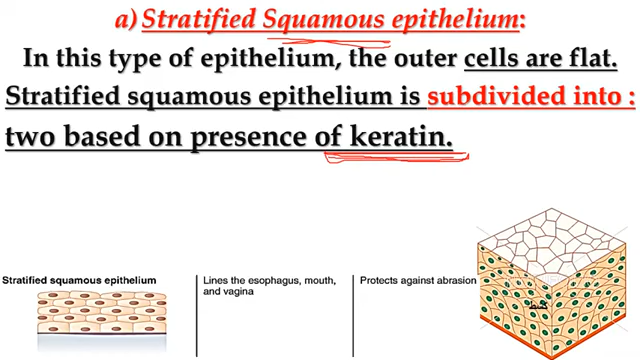 a) Stratified Squamous epithelium:
In this type of epithelium, the outer cells are flat.
Stratified squamous epithelium is subdivided into :
two based on presence of keratin.
Stratified squamous epithelium
Lines the esophagus, mouth,
and vagina
Protects against abrasion